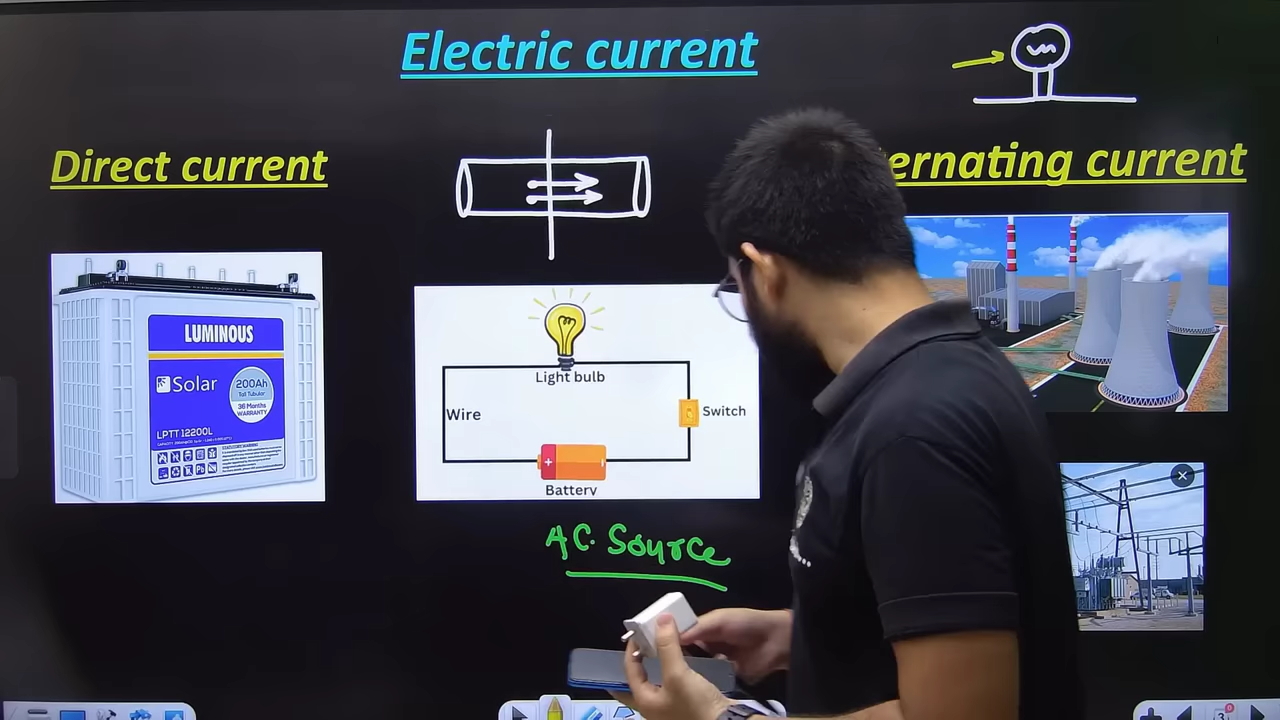 Electric current
Direct current
ernating current
LUMINOUS
Solar
200Ah
Tall Tubular
36 Months
WARRANTY
LPTT 12200L
Light bulb
Wire
Switch
Battery
AC. Source
3